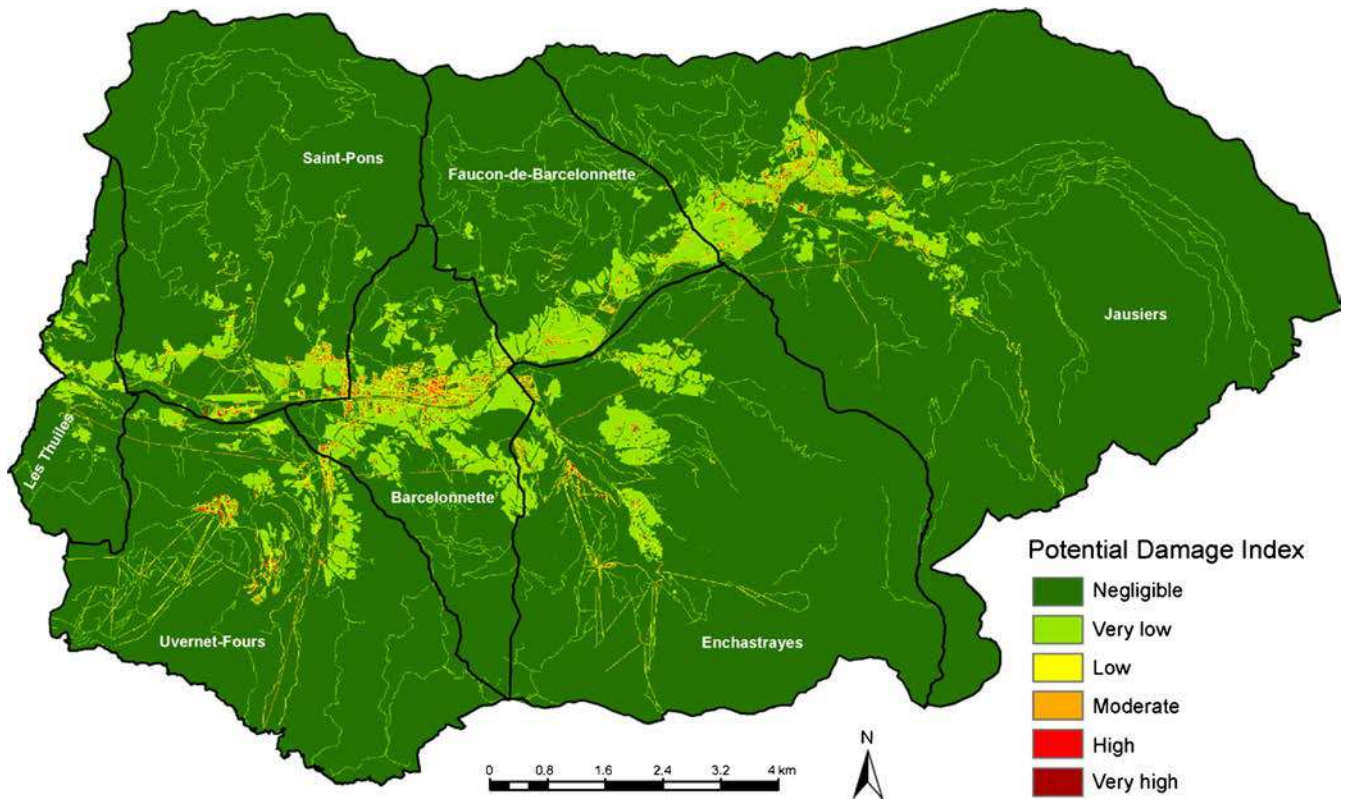 Saint-Pons
Faucon-de-Barcelonnette
Jausiers
Les Thuiles
Barcelonnette
Uvernet-Fours
Enchastrayes
Potential Damage Index
Negligible
Very low
Low
Moderate
High
Very high
N
0 0.8 1.6 2.4 3.2 4 km